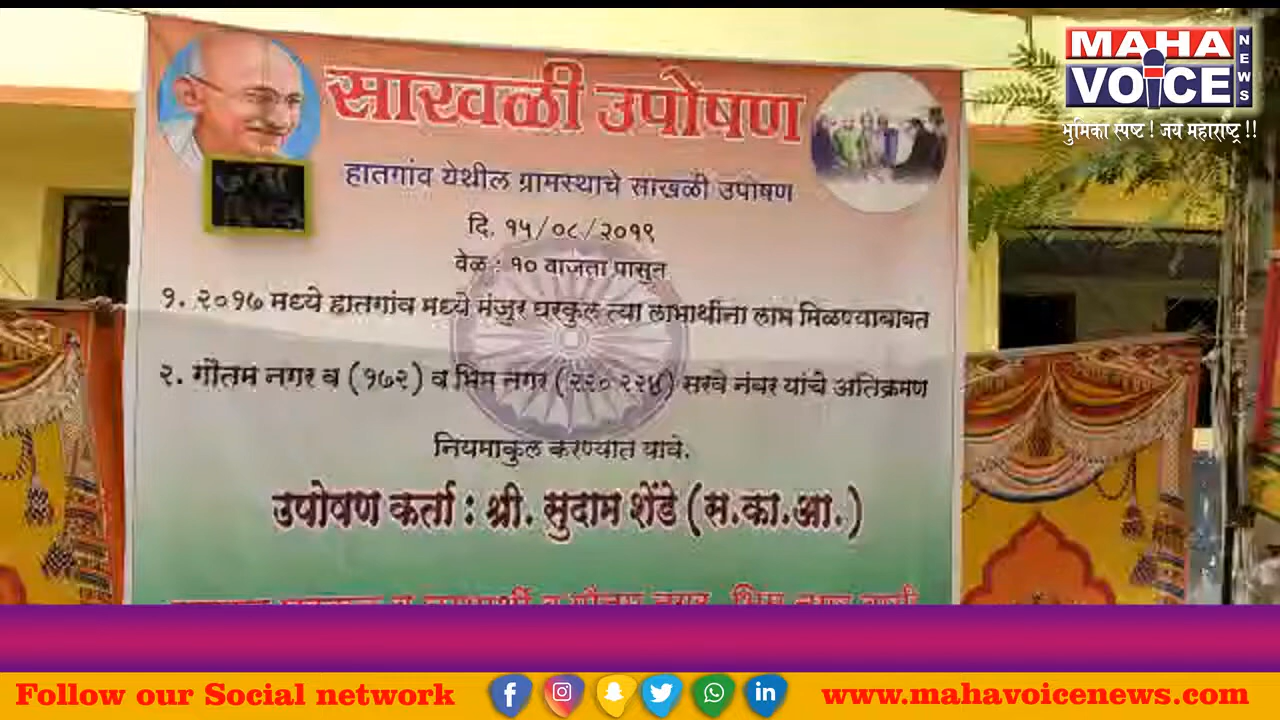 MAHA
VOICE
NEWS
भुमिका स्पष्ट ! जय महाराष्ट्र !!
साखळी उपोषण
हातगांव येथील ग्रामस्थाचे साखळी उपोषण
दि. १५/०८/२०१९
वेळ : १० वाजता पासून
१. २०१७ मध्ये हातगांव मध्ये मंजुर घरकुल त्या लाभार्थीना लाभ मिळण्याबाबत
२. गौतम नगर व (१७२) व भिम नगर (२२० २२४) सरवे नंबर यांचे अतिक्रमण
नियमाकुल करण्यात यावे.
उपोषण कर्ता : श्री. सुदाम शेंडे (स.का.आ.)
Follow our Social network
www.mahavoicenews.com